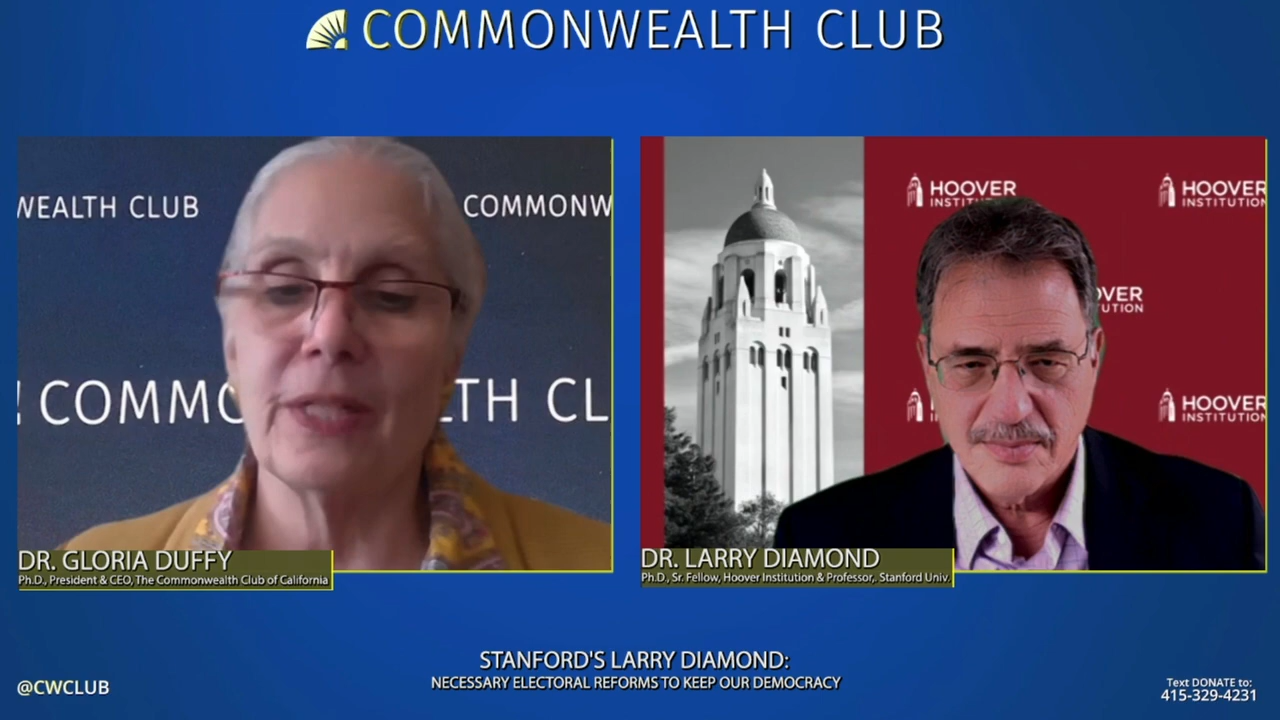 COMMONWEALTH CLUB
WEALTH CLUB
COMMONW
COMMO
LTH CL
DR. GLORIA DUFFY
Ph.D., President & CEO, The Commonwealth Club of California
HOOVER
INSTITUTION
HOOVER
INSTITUTION
OVER
UTION
HOOVER
INSTITUTION
DR. LARRY DIAMOND
Ph.D., Sr. Fellow, Hoover Institution & Professor,. Stanford Univ.
STANFORD'S LARRY DIAMOND:
NECESSARY ELECTORAL REFORMS TO KEEP OUR DEMOCRACY
@CWCLUB
Text DONATE to:
415-329-4231